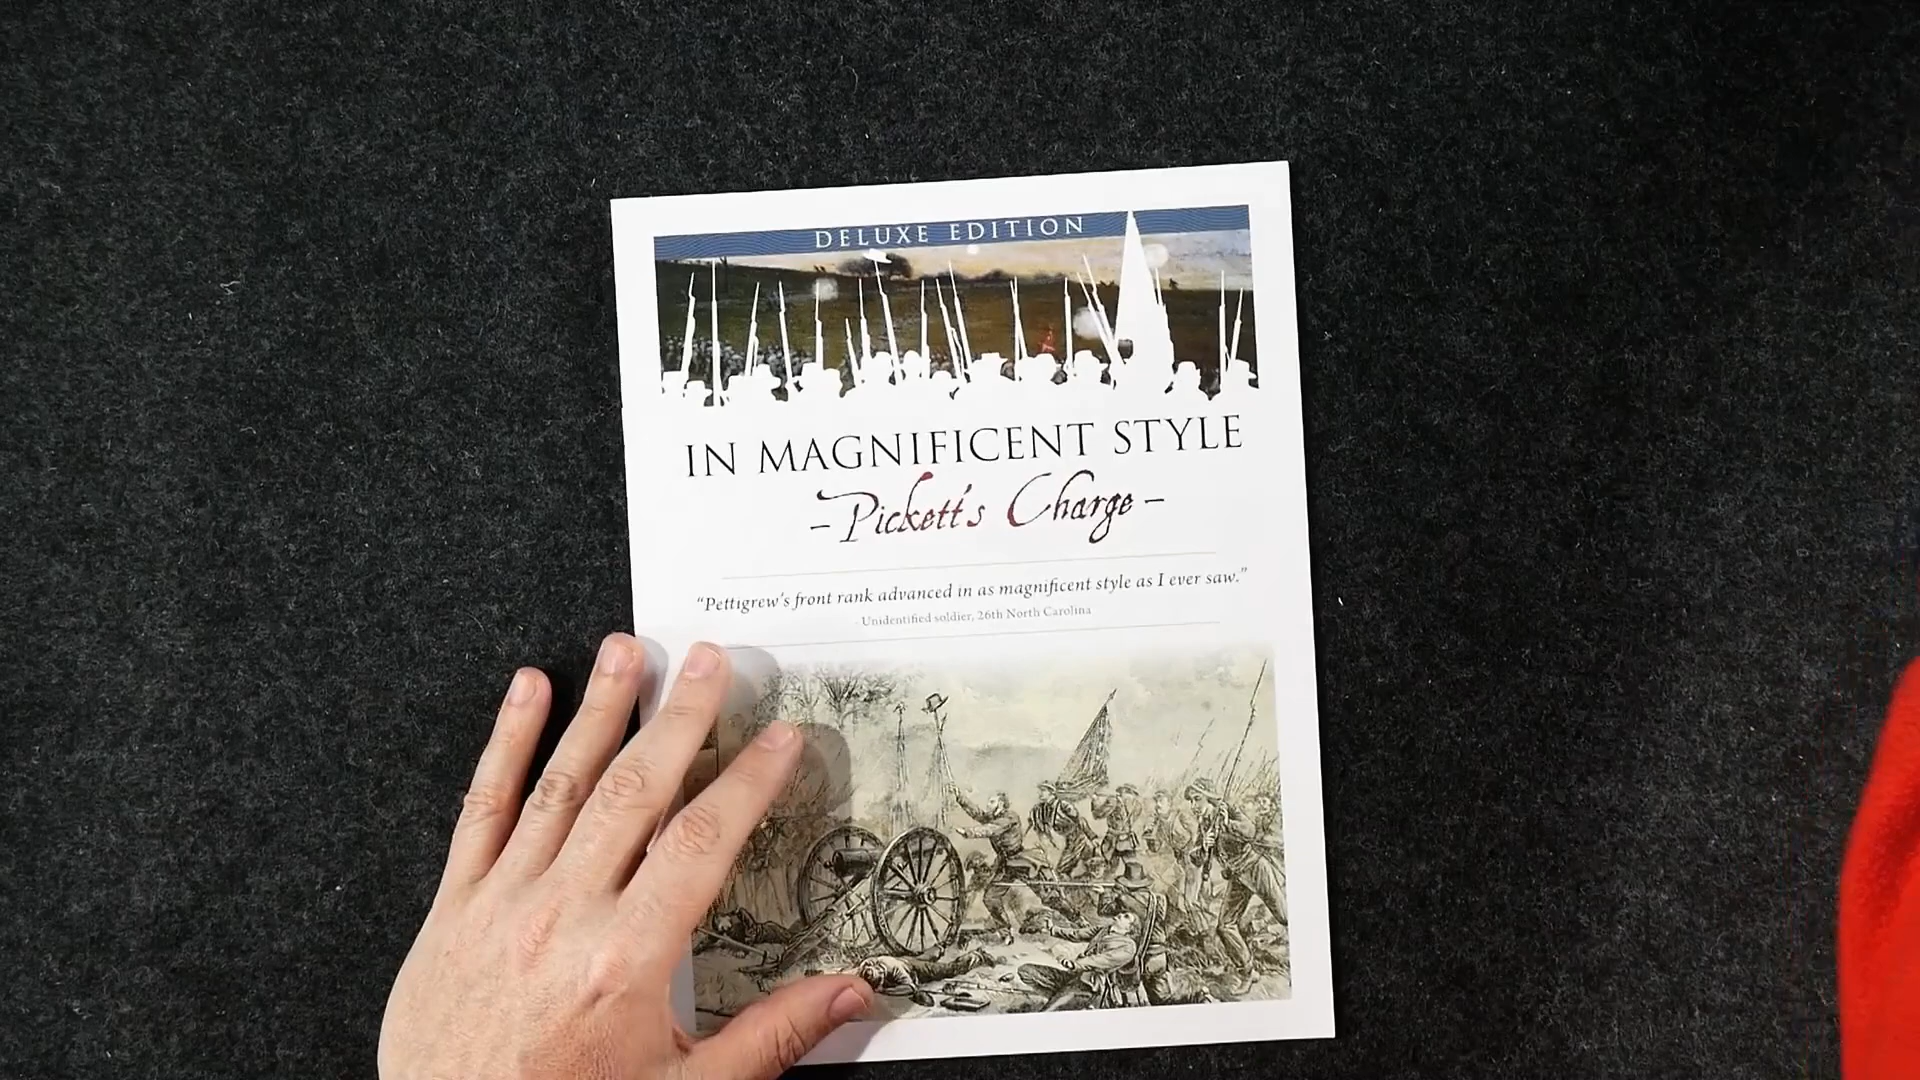 DELUXE EDITION
IN MAGNIFICENT STYLE
- Pickett's Charge -
“Pettigrew's front rank advanced in as magnificent style as I ever saw.”
- Unidentified soldier, 26th North Carolina